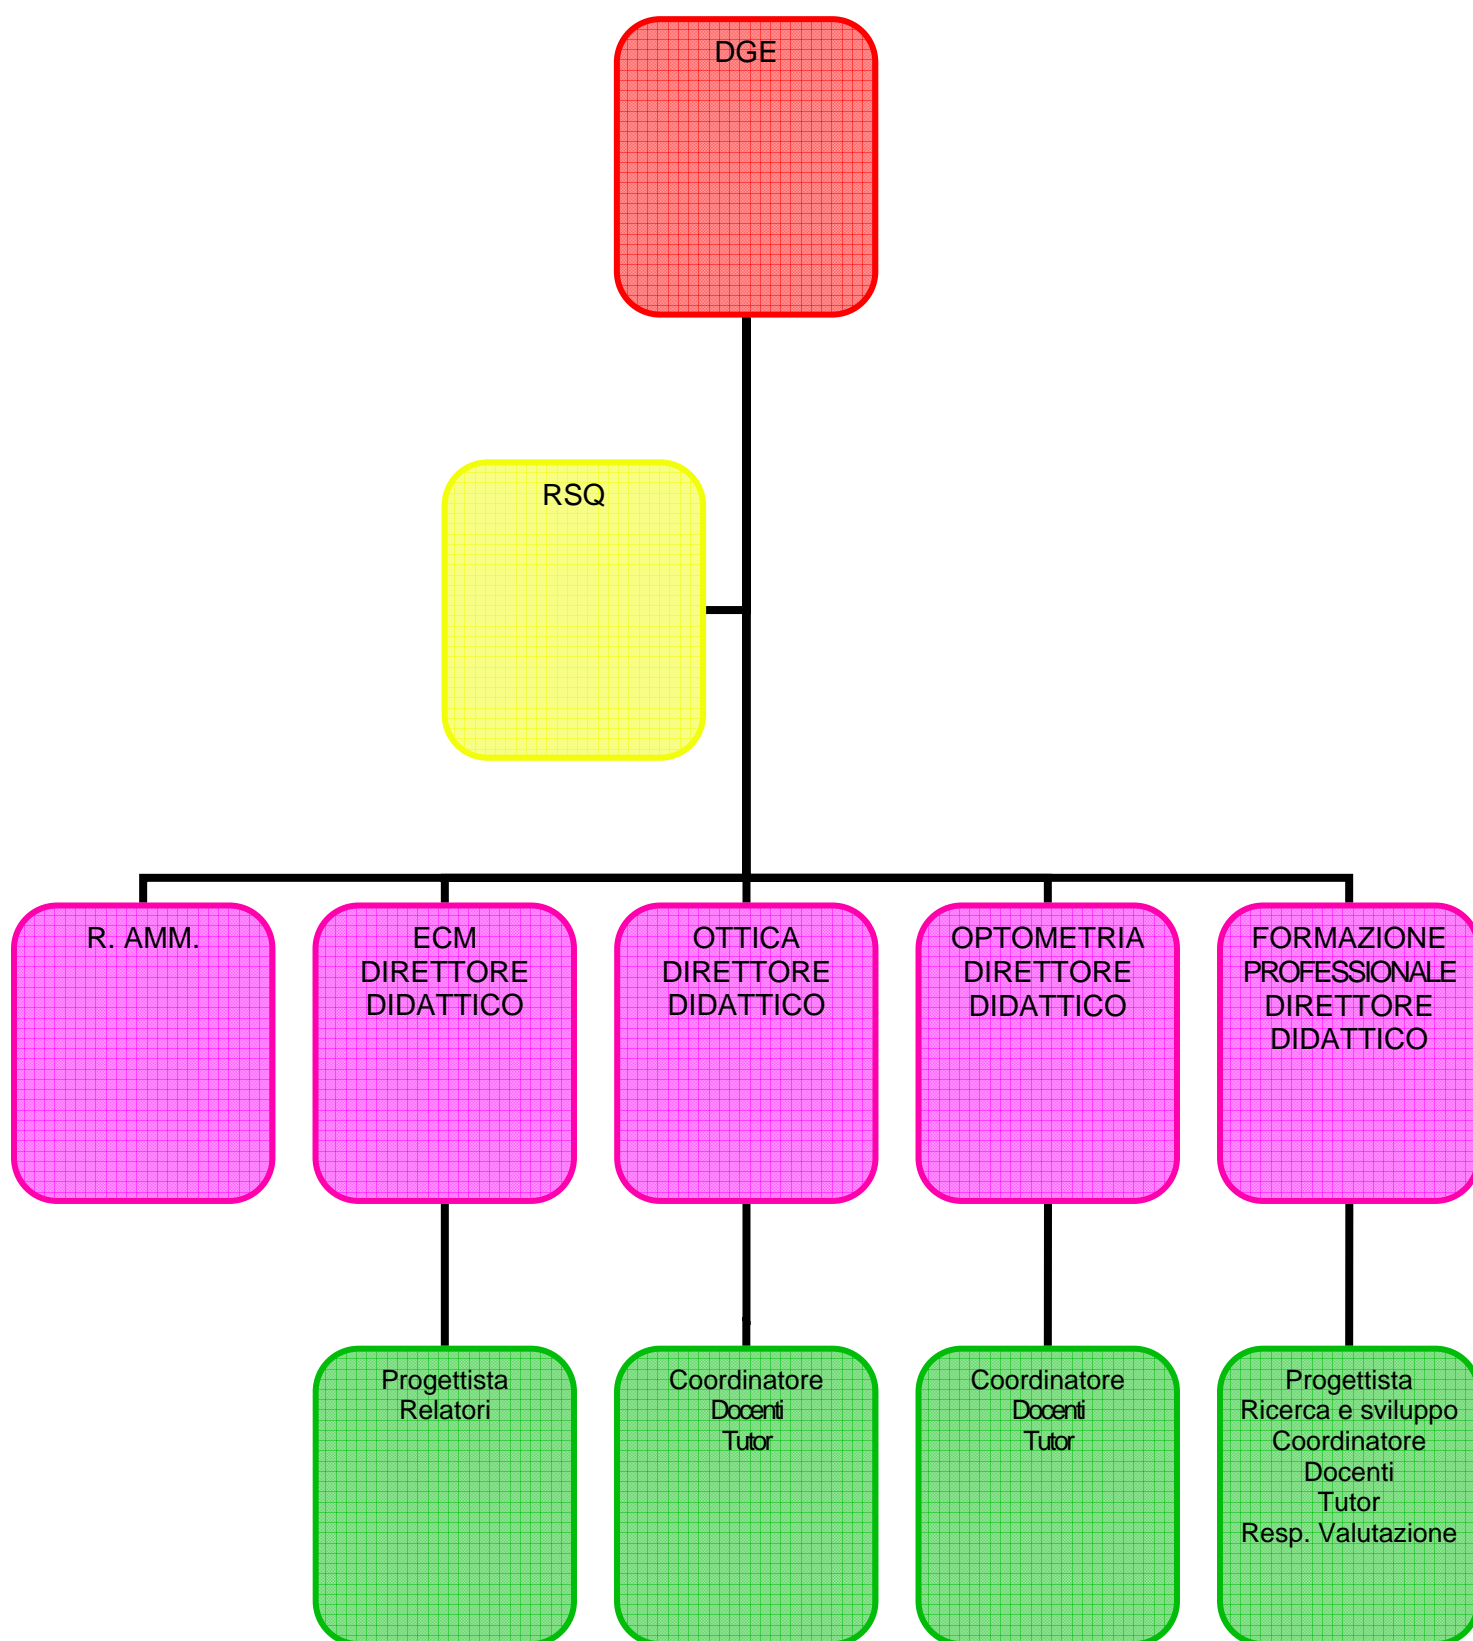 DGE
RSQ
R. AMM.
ECM
DIRETTORE
DIDATTICO
OTTICA
DIRETTORE
DIDATTICO
OPTOMETRIA
DIRETTORE
DIDATTICO
FORMAZIONE
PROFESSIONALE
DIRETTORE
DIDATTICO
Progettista
Relatori
Coordinatore
Docenti
Tutor
Coordinatore
Docenti
Tutor
Progettista
Ricerca e sviluppo
Coordinatore
Docenti
Tutor
Resp. Valutazione